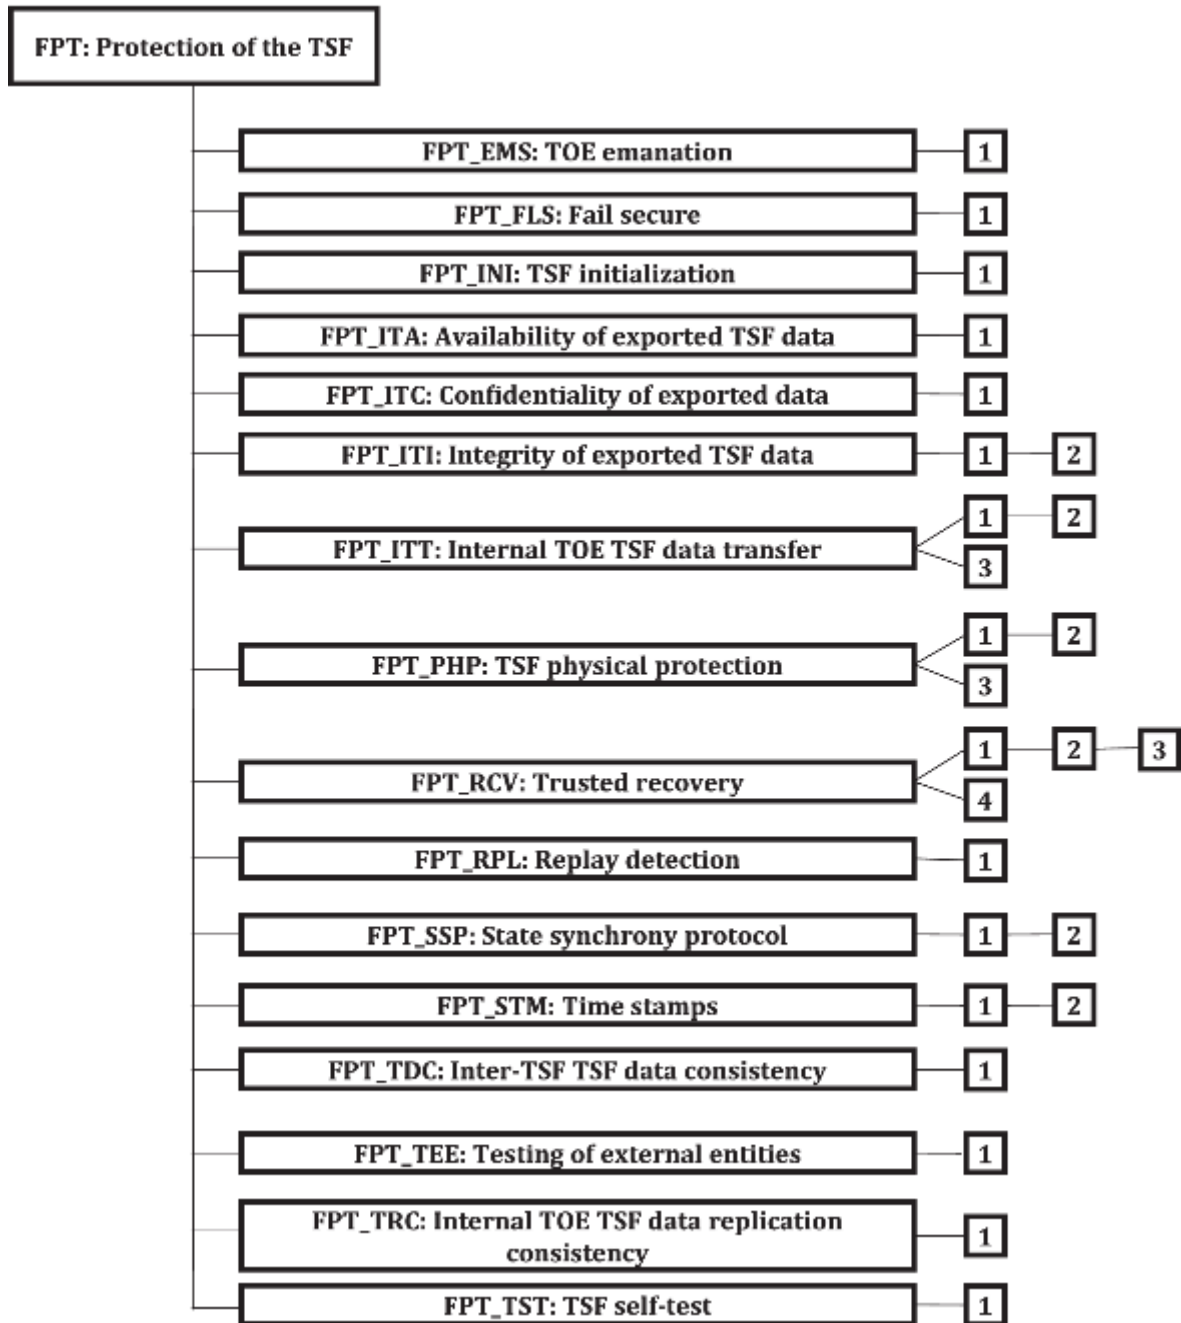 FPT: Protection of the TSF
FPT_EMS: TOE emanation 1
FPT_FLS: Fail secure 1
FPT_INI: TSF initialization 1
FPT_ITA: Availability of exported TSF data 1
FPT_ITC: Confidentiality of exported data 1
FPT_ITI: Integrity of exported TSF data 1 2
1 2
FPT_ITT: Internal TOE TSF data transfer
3
1 2
FPT_PHP: TSF physical protection
3
1 2 3
FPT_RCV: Trusted recovery
4
FPT_RPL: Replay detection 1
FPT_SSP: State synchrony protocol 1 2
FPT_STM: Time stamps 1 2
FPT_TDC: Inter-TSF TSF data consistency 1
FPT_TEE: Testing of external entities 1
FPT_TRC: Internal TOE TSF data replication
consistency 1
FPT_TST: TSF self-test 1